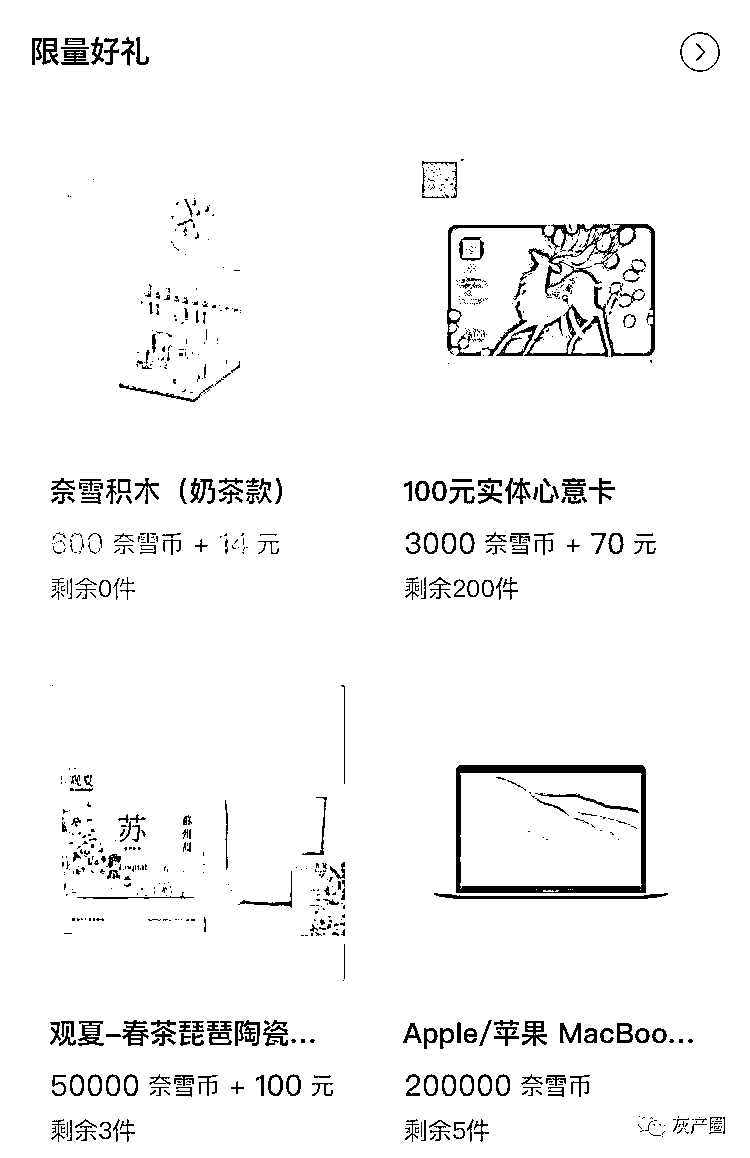 限量好礼
奈雪积木（奶茶款）
600 奈雪币 + 14 元
剩余0件
100元实体心意卡
3000 奈雪币 + 70 元
剩余200件
观夏
苏
观夏–春茶琵琶陶瓷...
50000 奈雪币 + 100 元
剩余3件
Apple/苹果 MacBoo...
200000 奈雪币
剩余5件
灰产圈